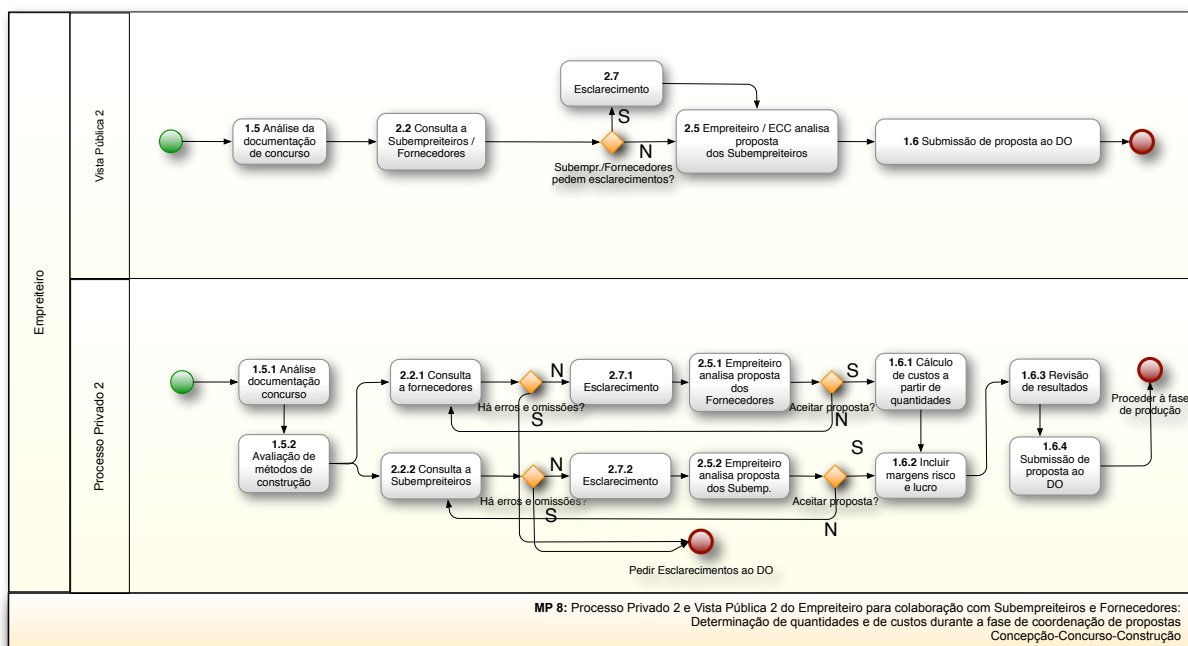 Empreiteiro
Vista Pública 2
1.5 Análise da
documentação
de concurso
2.2 Consulta a
Subempreiteiros /
Fornecedores
2.7
Esclarecimento
S
N
Subempr./Fornecedores
pedem esclarecimentos?
2.5 Empreiteiro / ECC analisa
proposta
dos Subempreiteiros
1.6 Submissão de proposta ao DO
Processo Privado 2
1.5.1 Análise
documentação
concurso
1.5.2
Avaliação de
métodos de
construção
2.2.1 Consulta
a fornecedores
Há erros e omissões?
N
S
2.7.1
Esclarecimento
2.5.1 Empreiteiro
analisa proposta
dos
Fornecedores
Aceitar proposta?
S
N
1.6.1 Cálculo
de custos a
partir de
quantidades
1.6.3 Revisão
de resultados
Proceder à fase
de produção
2.2.2 Consulta a
Subempreiteiros
Há erros e omissões?
N
S
2.7.2
Esclarecimento
2.5.2 Empreiteiro
analisa proposta
dos Subemp.
Aceitar proposta?
S
N
1.6.2 Incluir
margens risco
e lucro
1.6.4
Submissão de
proposta ao
DO
Pedir Esclarecimentos ao DO
MP 8: Processo Privado 2 e Vista Pública 2 do Empreiteiro para colaboração com Subempreiteiros e Fornecedores:
Determinação de quantidades e de custos durante a fase de coordenação de propostas
Concepção-Concurso-Construção